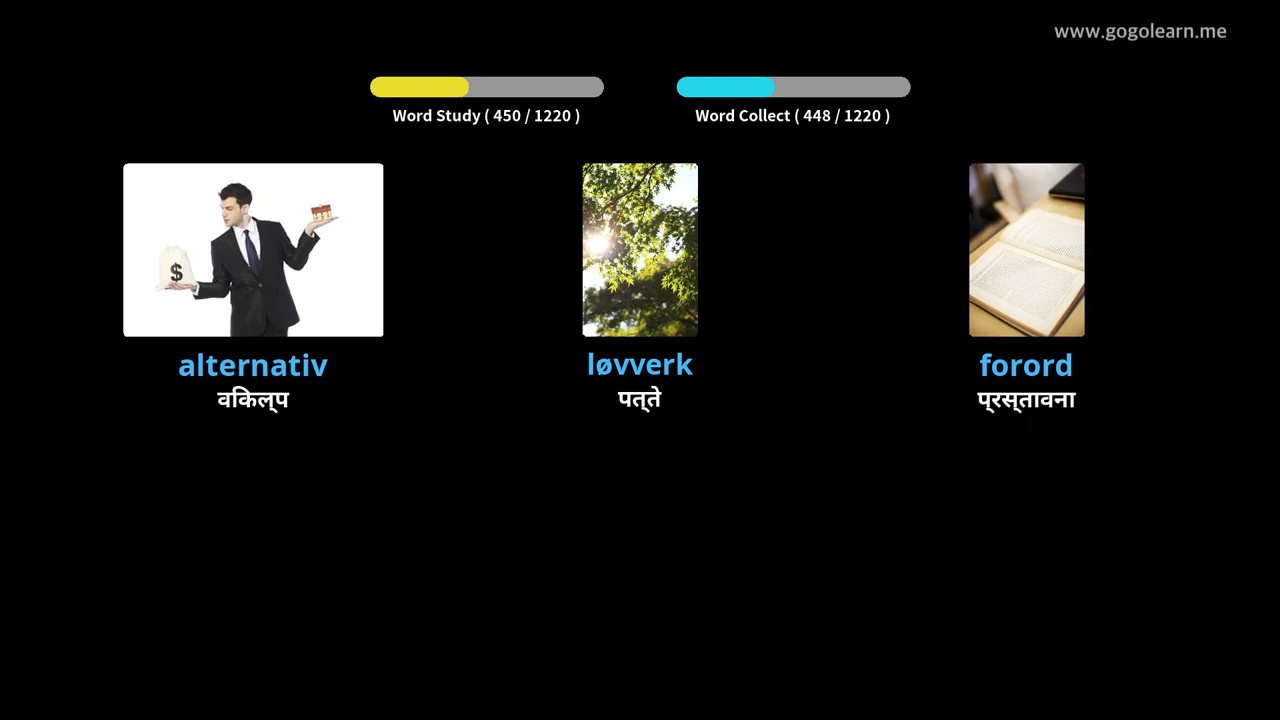 www.gogolearn.me
Word Study ( 450 / 1220 )
Word Collect ( 448 / 1220 )
$
alternativ
løvverk
forord
विकल्प
पत्ते
प्रस्तावना